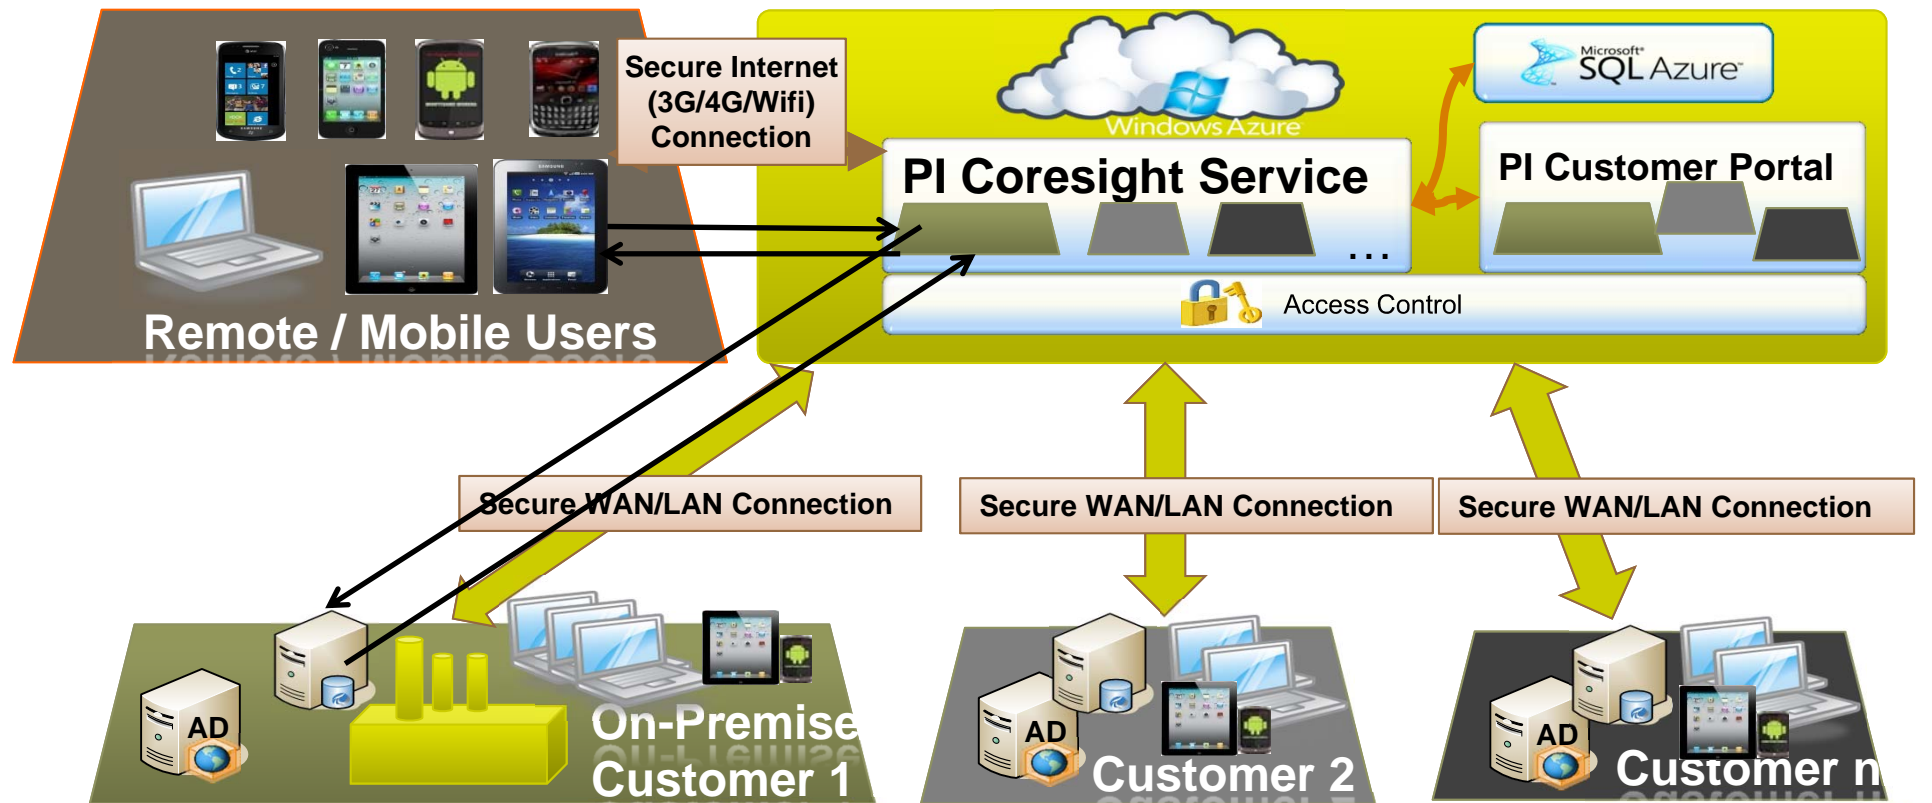 Secure Internet
(3G/4G/Wifi)
Connection
Windows Azure
Microsoft®
SQL Azure™
PI Coresight Service
PI Customer Portal
...
Access Control
Remote / Mobile Users
SAMSUNG
Secure WAN/LAN Connection
Secure WAN/LAN Connection
Secure WAN/LAN Connection
AD
On-Premise
Customer 1
AD
Customer 2
AD
Customer n